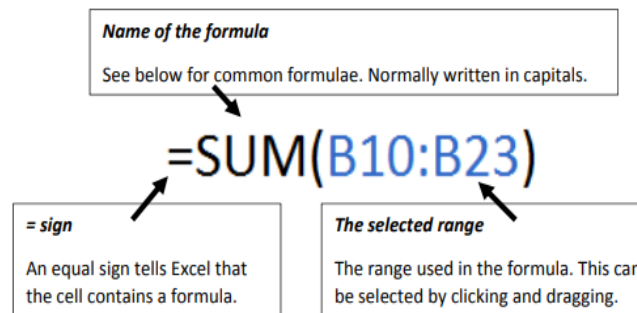 Name of the formula
See below for common formulae. Normally written in capitals.
=SUM(B10:B23)
= sign
An equal sign tells Excel that
the cell contains a formula.
The selected range
The range used in the formula. This can
be selected by clicking and dragging.